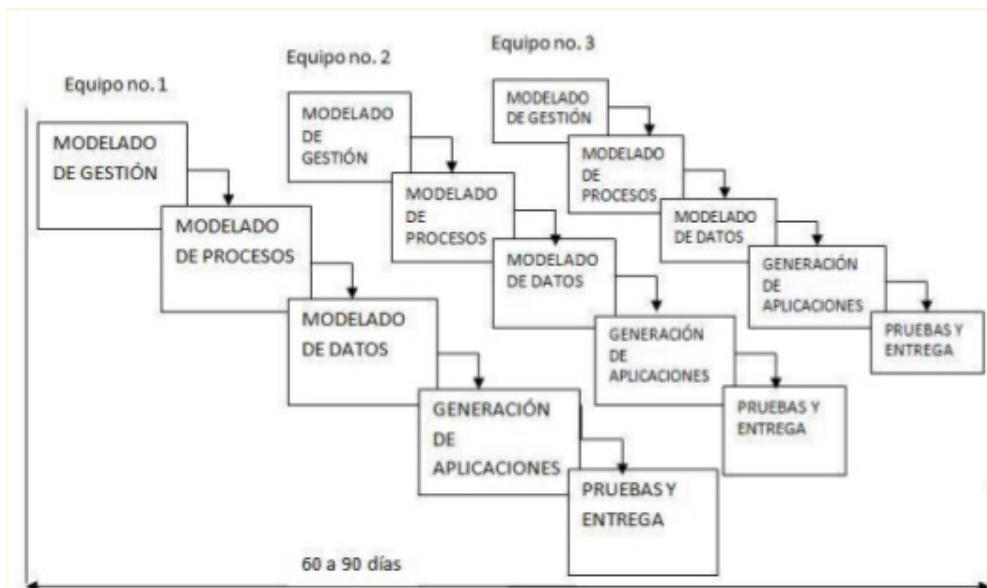 Equipo no. 1
MODELADO
DE GESTIÓN
MODELADO
DE PROCESOS
MODELADO
DE DATOS
GENERACIÓN
DE
APLICACIONES
PRUEBAS Y
ENTREGA
Equipo no. 2
MODELADO
DE
GESTIÓN
MODELADO
DE
PROCESOS
MODELADO
DE DATOS
GENERACIÓN
DE
APLICACIONES
PRUEBAS Y
ENTREGA
Equipo no. 3
MODELADO
DE GESTIÓN
MODELADO
DE
PROCESOS
MODELADO
DE DATOS
GENERACIÓN
DE
APLICACIONES
PRUEBAS Y
ENTREGA
60 a 90 días